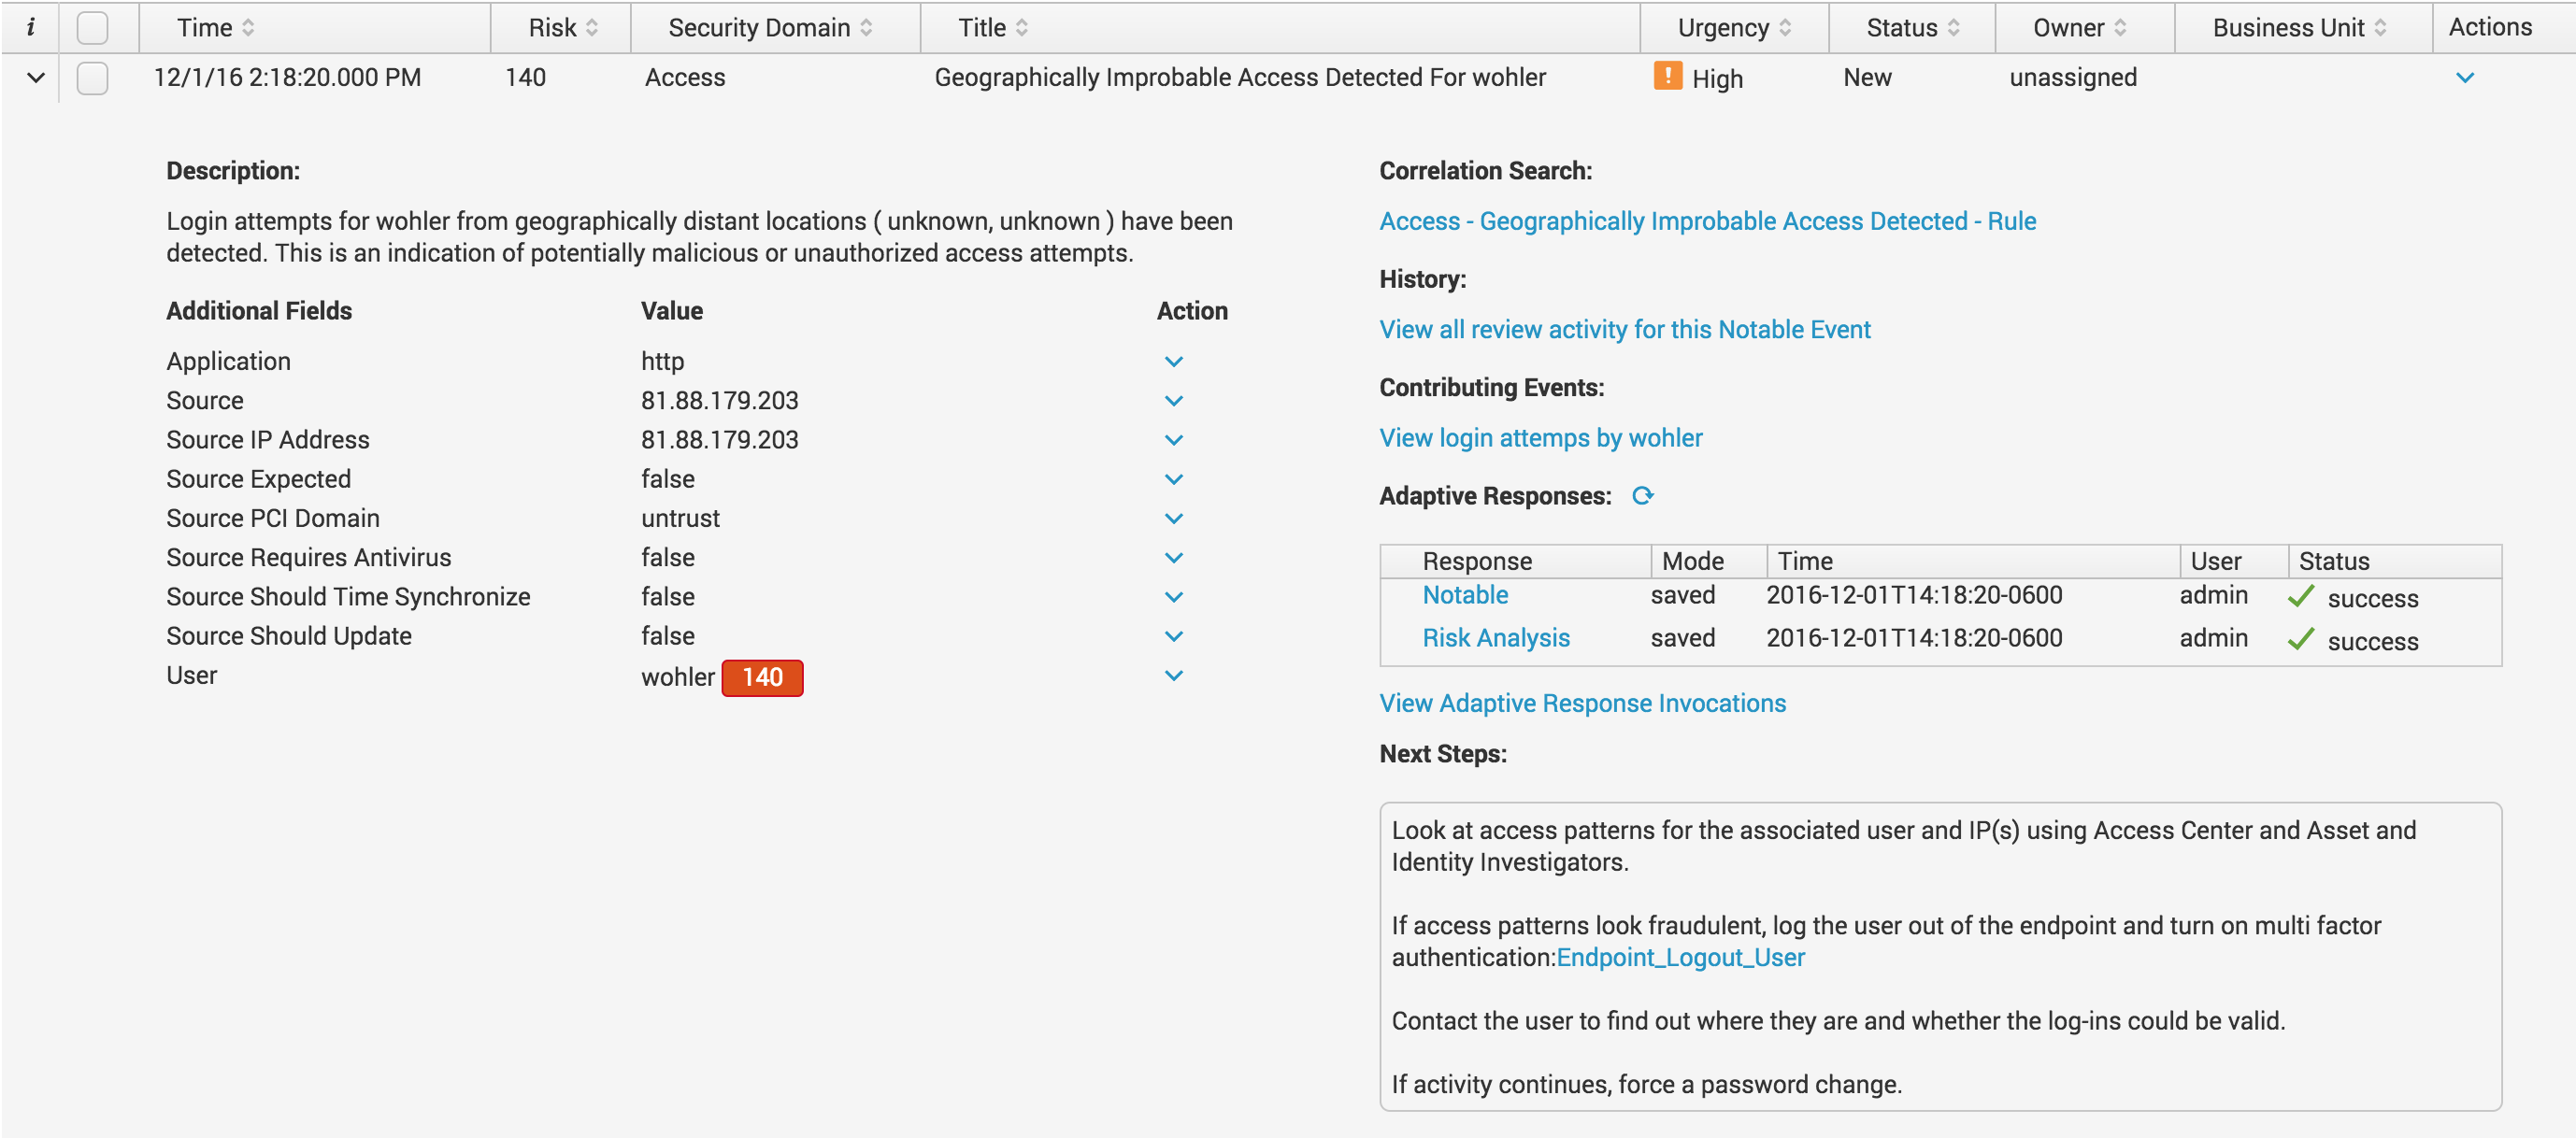 i Time Risk Security Domain Title Urgency Status Owner Business Unit Actions
12/1/16 2:18:20.000 PM 140 Access Geographically Improbable Access Detected For wohler ! High New unassigned
Description:
Login attempts for wohler from geographically distant locations ( unknown, unknown ) have been
detected. This is an indication of potentially malicious or unauthorized access attempts.
Additional Fields Value Action
Application http
Source 81.88.179.203
Source IP Address 81.88.179.203
Source Expected false
Source PCI Domain untrust
Source Requires Antivirus false
Source Should Time Synchronize false
Source Should Update false
User wohler 140
Correlation Search:
Access - Geographically Improbable Access Detected - Rule
History:
View all review activity for this Notable Event
Contributing Events:
View login attemps by wohler
Adaptive Responses:
Response Mode Time User Status
Notable saved 2016-12-01T14:18:20-0600 admin success
Risk Analysis saved 2016-12-01T14:18:20-0600 admin success
View Adaptive Response Invocations
Next Steps:
Look at access patterns for the associated user and IP(s) using Access Center and Asset and
Identity Investigators.
If access patterns look fraudulent, log the user out of the endpoint and turn on multi factor
authentication:Endpoint_Logout_User
Contact the user to find out where they are and whether the log-ins could be valid.
If activity continues, force a password change.